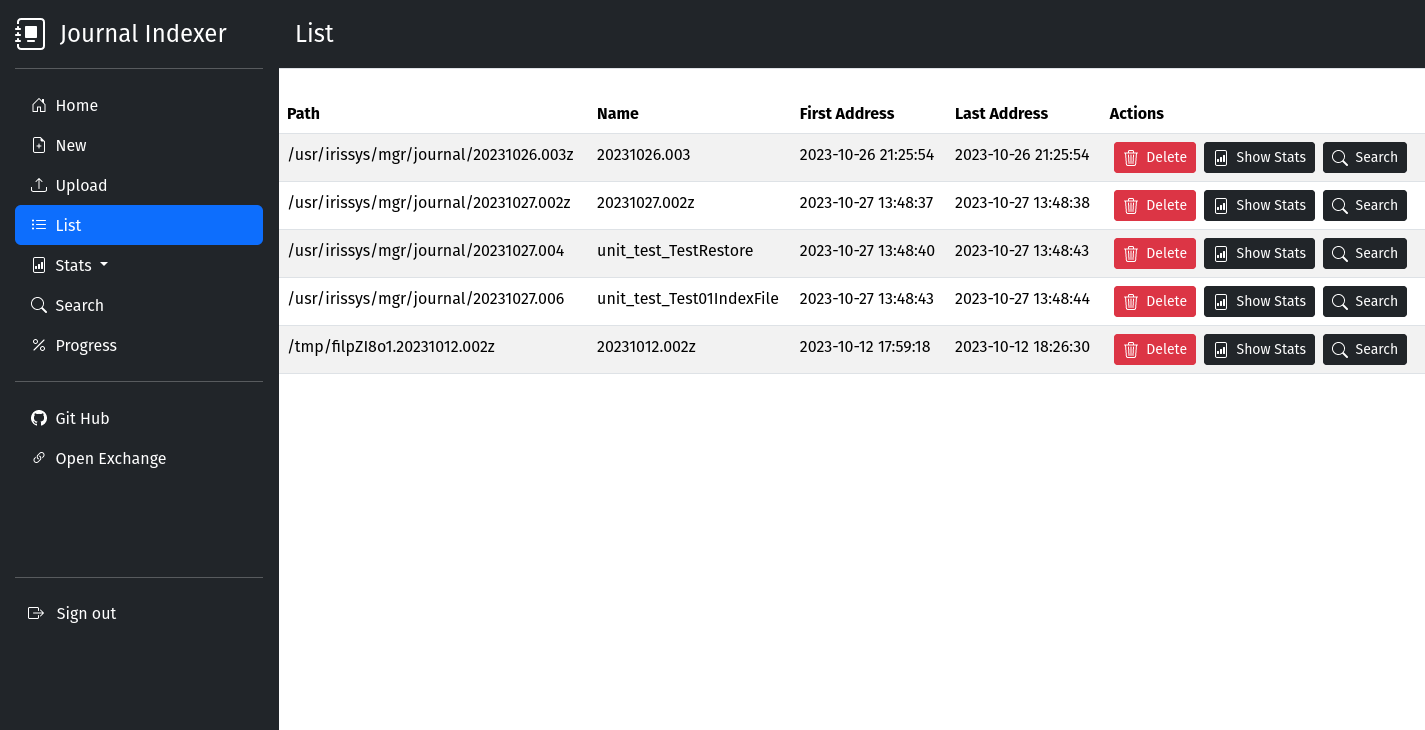 Journal Indexer
List
Home
New
Upload
List
Stats
Search
Progress
Git Hub
Open Exchange
Sign out
Path Name First Address Last Address Actions
/usr/irissys/mgr/journal/20231026.003z 20231026.003 2023-10-26 21:25:54 2023-10-26 21:25:54 Delete Show Stats Search
/usr/irissys/mgr/journal/20231027.002z 20231027.002z 2023-10-27 13:48:37 2023-10-27 13:48:38 Delete Show Stats Search
/usr/irissys/mgr/journal/20231027.004 unit_test_TestRestore 2023-10-27 13:48:40 2023-10-27 13:48:43 Delete Show Stats Search
/usr/irissys/mgr/journal/20231027.006 unit_test_Test01IndexFile 2023-10-27 13:48:43 2023-10-27 13:48:44 Delete Show Stats Search
/tmp/filpZI8o1.20231012.002z 20231012.002z 2023-10-12 17:59:18 2023-10-12 18:26:30 Delete Show Stats Search